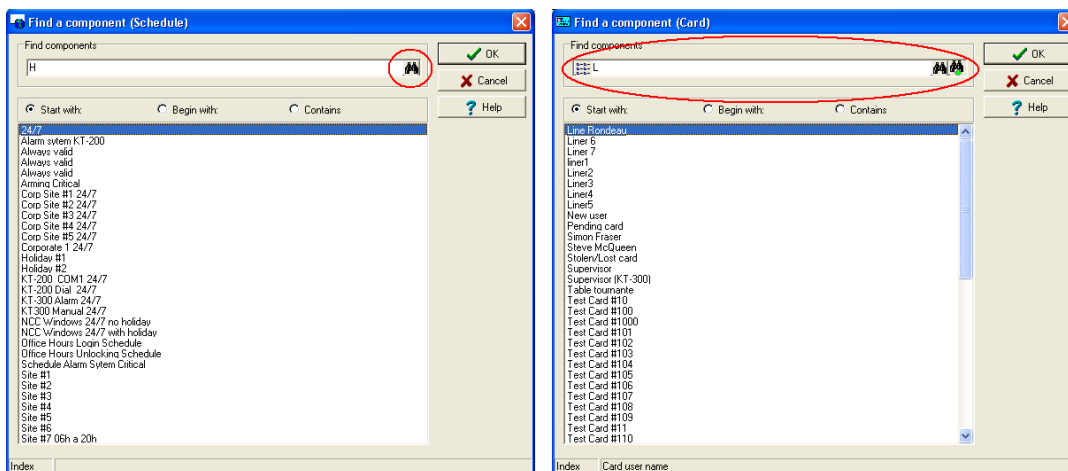 Find a component (Schedule)
Find components
H
OK
Cancel
Help
Start with:
Begin with:
Contains
24/7
Alarm sytem KT-200
Always valid
Always valid
Always valid
Arming Critical
Corp Site #1 24/7
Corp Site #2 24/7
Corp Site #3 24/7
Corp Site #4 24/7
Corp Site #5 24/7
Corporate 1 24/7
Holiday #1
Holiday #2
KT-200 COM1 24/7
KT-200 Dial 24/7
KT-300 Alarm 24/7
KT300 Manual 24/7
NCC Windows 24/7 no holiday
NCC Windows 24/7 with holiday
Office Hours Login Schedule
Office Hours Unlocking Schedule
Schedule Alarm Sytem Critical
Site #1
Site #2
Site #3
Site #4
Site #5
Site #6
Site #7 06h a 20h
Index
Find a component (Card)
Find components
L
OK
Cancel
Help
Start with:
Begin with:
Contains
Line Rondeau
Liner 6
Liner 7
liner1
Liner2
Liner3
Liner4
Liner5
New user
Pending card
Simon Fraser
Steve McQueen
Stolen/Lost card
Supervisor
Supervisor (KT-300)
Table tournante
Test Card #10
Test Card #100
Test Card #1000
Test Card #101
Test Card #102
Test Card #103
Test Card #104
Test Card #105
Test Card #106
Test Card #107
Test Card #108
Test Card #109
Test Card #11
Test Card #110
Index
Card user name